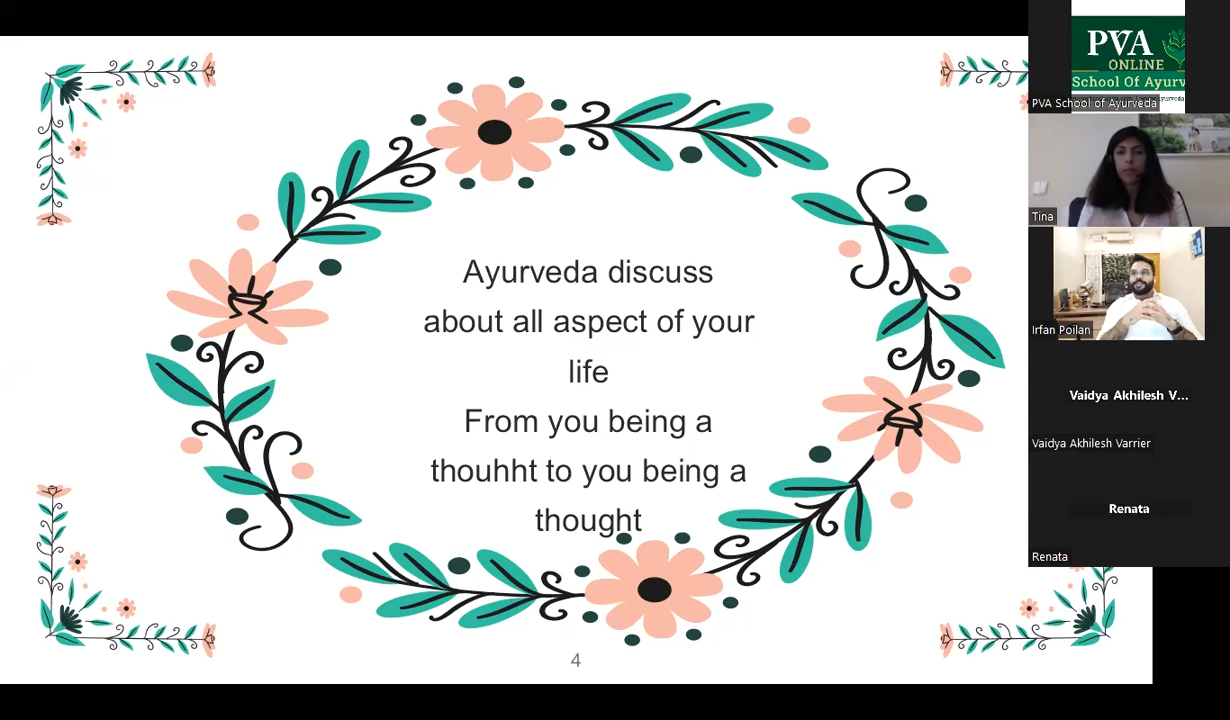 Ayurveda discuss
about all aspect of your
life
From you being a
thouhht to you being a
thought
4
PVA
ONLINE
School Of Ayurv
PVA School of Ayurveda
Tina
Irfan Poilan
Vaidya Akhilesh V...
Vaidya Akhilesh Varrier
Renata
Renata